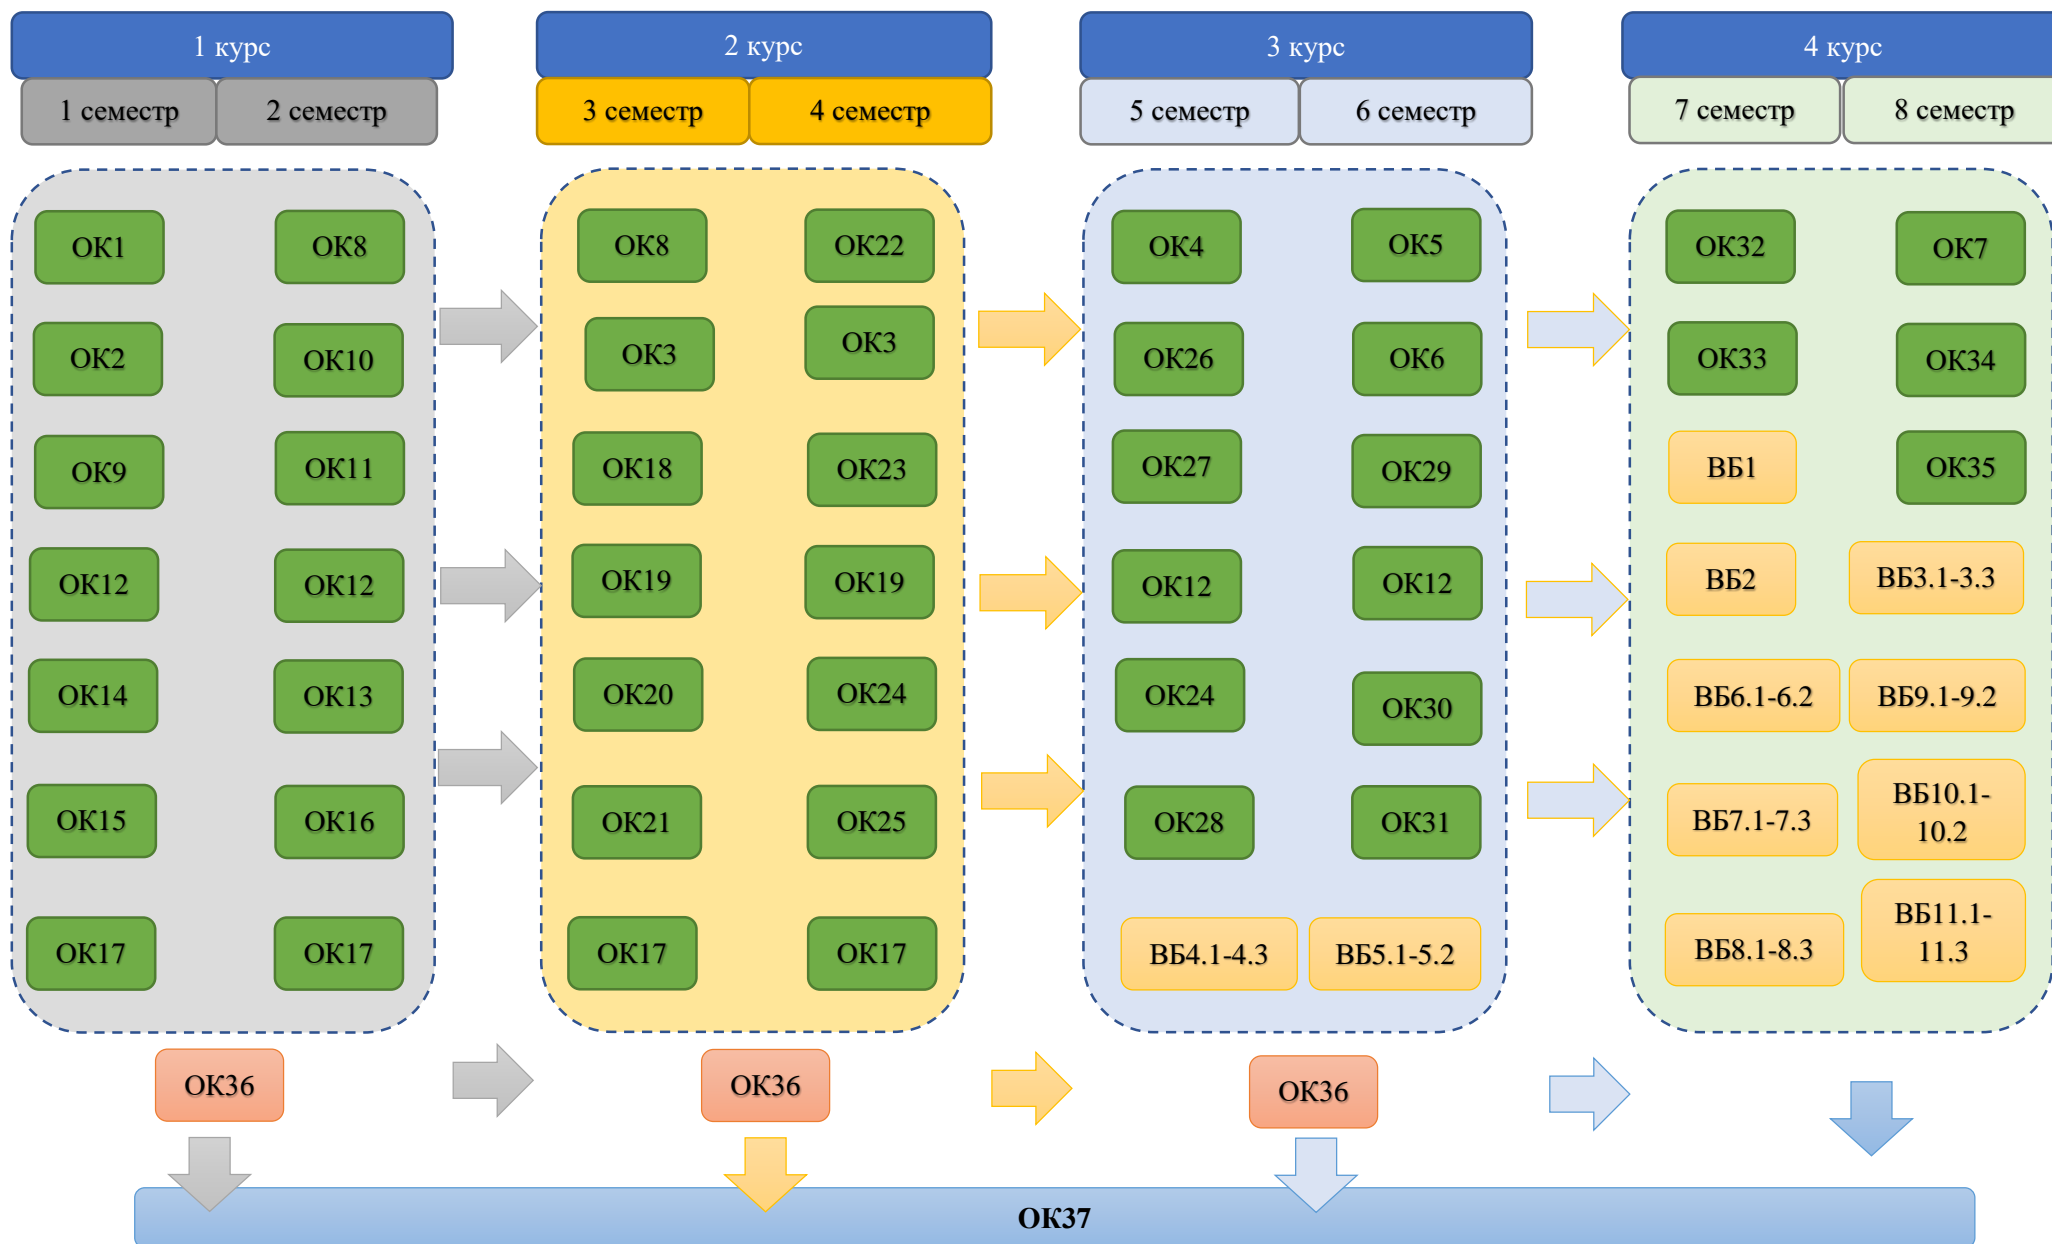 1 курс
2 курс
3 курс
4 курс
1 семестр
2 семестр
3 семестр
4 семестр
5 семестр
6 семестр
7 семестр
8 семестр
ОК1
ОК8
ОК8
ОК22
ОК4
ОК5
ОК32
ОК7
ОК2
ОК10
ОК3
ОК3
ОК26
ОК6
ОК33
ОК34
ОК9
ОК11
ОК18
ОК23
ОК27
ОК29
ВБ1
ОК35
ОК12
ОК12
ОК19
ОК19
ОК12
ОК12
ВБ2
ВБ3.1-3.3
ОК14
ОК13
ОК20
ОК24
ОК24
ОК30
ВБ6.1-6.2
ВБ9.1-9.2
ОК15
ОК16
ОК21
ОК25
ОК28
ОК31
ВБ7.1-7.3
ВБ10.1-
10.2
ОК17
ОК17
ОК17
ОК17
ВБ4.1-4.3
ВБ5.1-5.2
ВБ8.1-8.3
ВБ11.1-
11.3
ОК36
ОК36
ОК36
ОК37